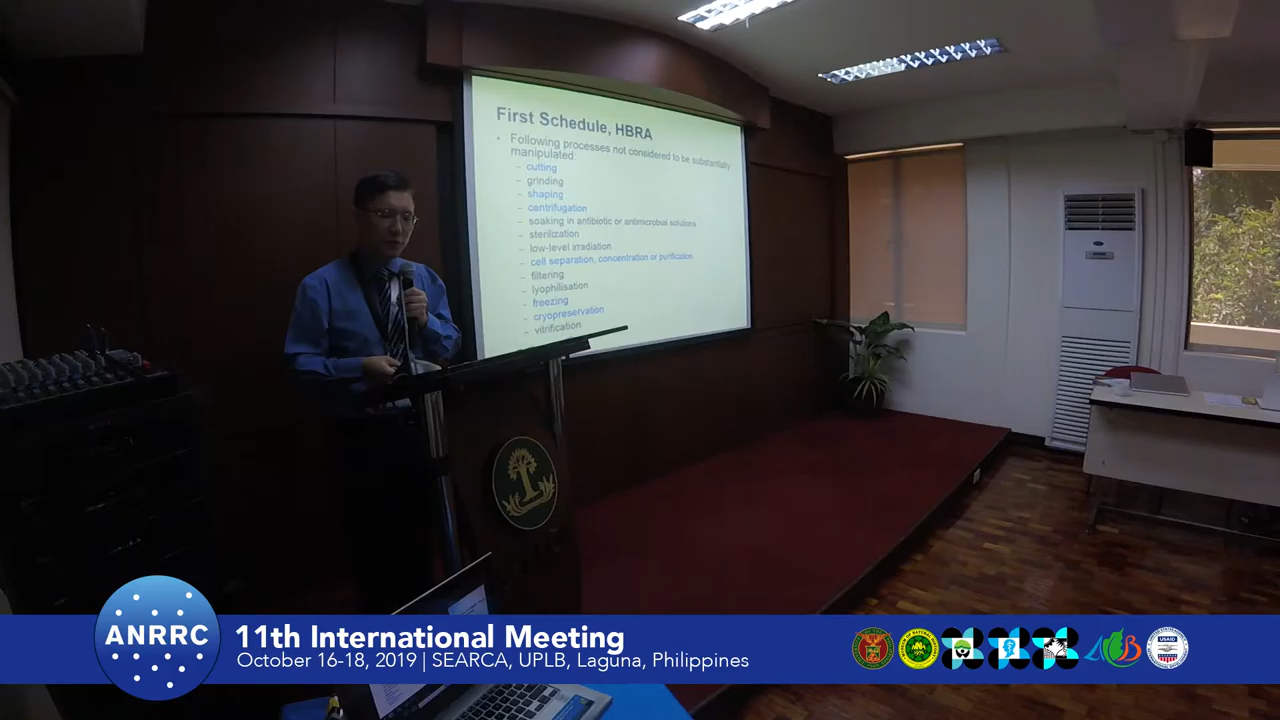 First Schedule, HBRA
• Following processes not considered to be substantially
manipulated:
– cutting
– grinding
– shaping
– centrifugation
– soaking in antibiotic or antimicrobial solutions
– sterilization
– low-level irradiation
– cell separation, concentration or purification
– filtering
– lyophilisation
– freezing
– cryopreservation
– vitrification
ANRRC
11th International Meeting
October 16-18, 2019 | SEARCA, UPLB, Laguna, Philippines
USAID